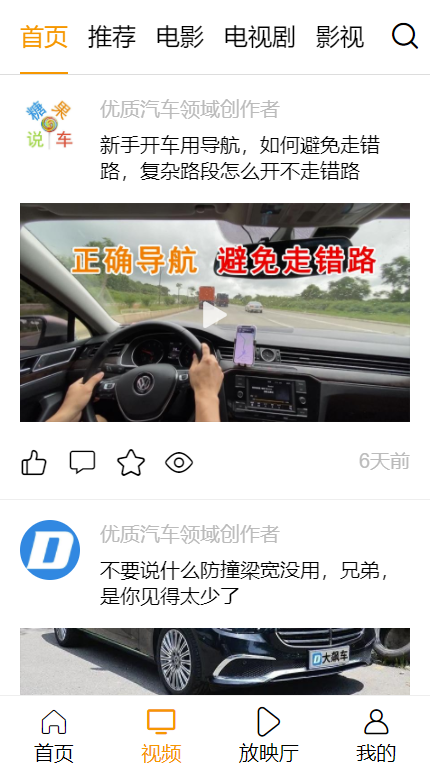 首页 推荐 电影 电视剧 影视
糖果
说车
优质汽车领域创作者
新手开车用导航，如何避免走错
路，复杂路段怎么开不走错路
正确导航 避免走错路
6天前
D
优质汽车领域创作者
不要说什么防撞梁宽没用，兄弟，
是你见得太少了
D大飙车
首页 视频 放映厅 我的